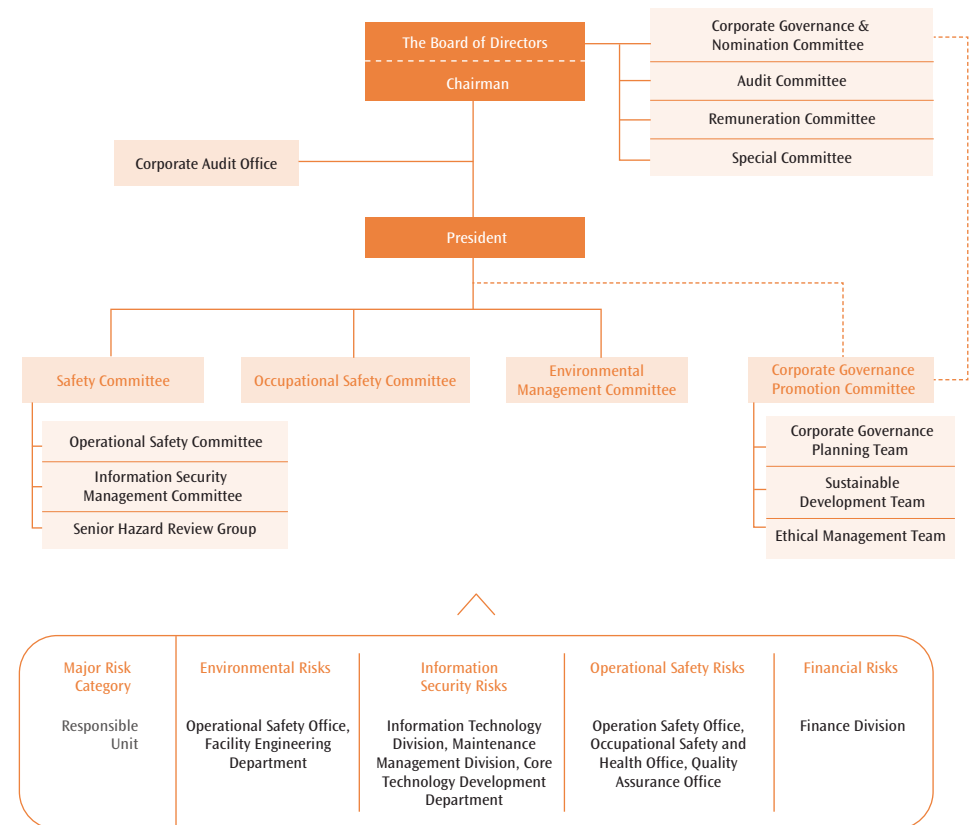 The Board of Directors
Chairman
Corporate Governance &
Nomination Committee
Audit Committee
Remuneration Committee
Special Committee
Corporate Audit Office
President
Safety Committee
Occupational Safety Committee
Environmental
Management Committee
Corporate Governance
Promotion Committee
Operational Safety Committee
Information Security
Management Committee
Senior Hazard Review Group
Corporate Governance
Planning Team
Sustainable
Development Team
Ethical Management Team
Major Risk
Category
Environmental Risks
Information
Security Risks
Operational Safety Risks
Financial Risks
Responsible
Unit
Operational Safety Office,
Facility Engineering
Department
Information Technology
Division, Maintenance
Management Division, Core
Technology Development
Department
Operation Safety Office,
Occupational Safety and
Health Office, Quality
Assurance Office
Finance Division